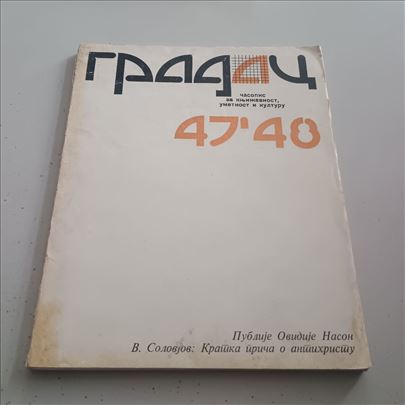 градац
часопис
за књижевност,
уметност и културу
47'48
Публије Овидије Насон
В. Соловјов: Кратка прича о антихристу